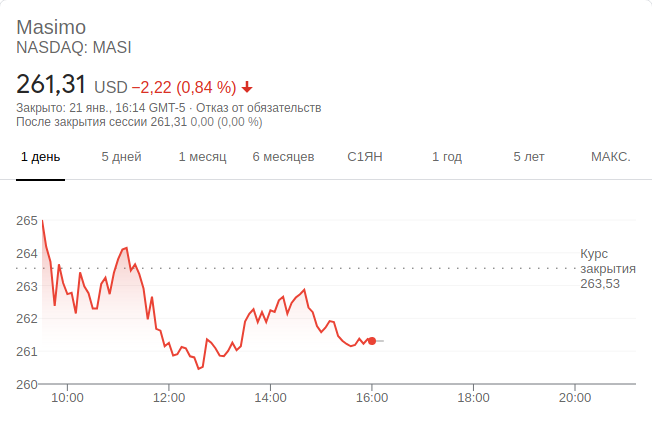 Masimo
NASDAQ: MASI
261,31 USD −2,22 (0,84 %)
Закрыто: 21 янв., 16:14 GMT-5 · Отказ от обязательств
После закрытия сессии 261,31 0,00 (0,00 %)
1 день 5 дней 1 месяц 6 месяцев С1ЯН 1 год 5 лет МАКС.
265
264
263
262
261
260
Курс
закрытия
263,53
10:00 12:00 14:00 16:00 18:00 20:00